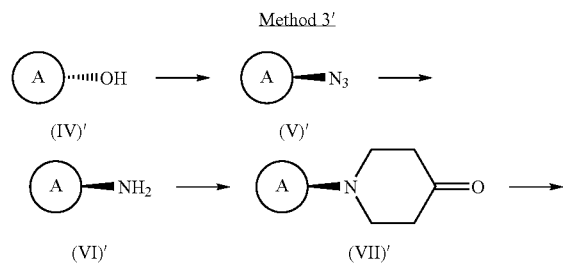 Method 3′
A OH A N3
(IV)′ (V)′
A NH2 A N O
(VI)′ (VII)′